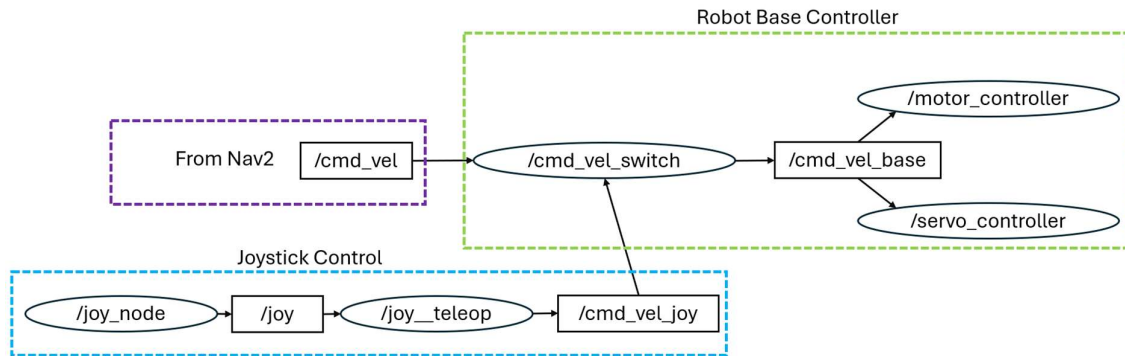 Robot Base Controller
/motor_controller
From Nav2
/cmd_vel
/cmd_vel_switch
/cmd_vel_base
/servo_controller
Joystick Control
/joy_node
/joy
/joy__teleop
/cmd_vel_joy